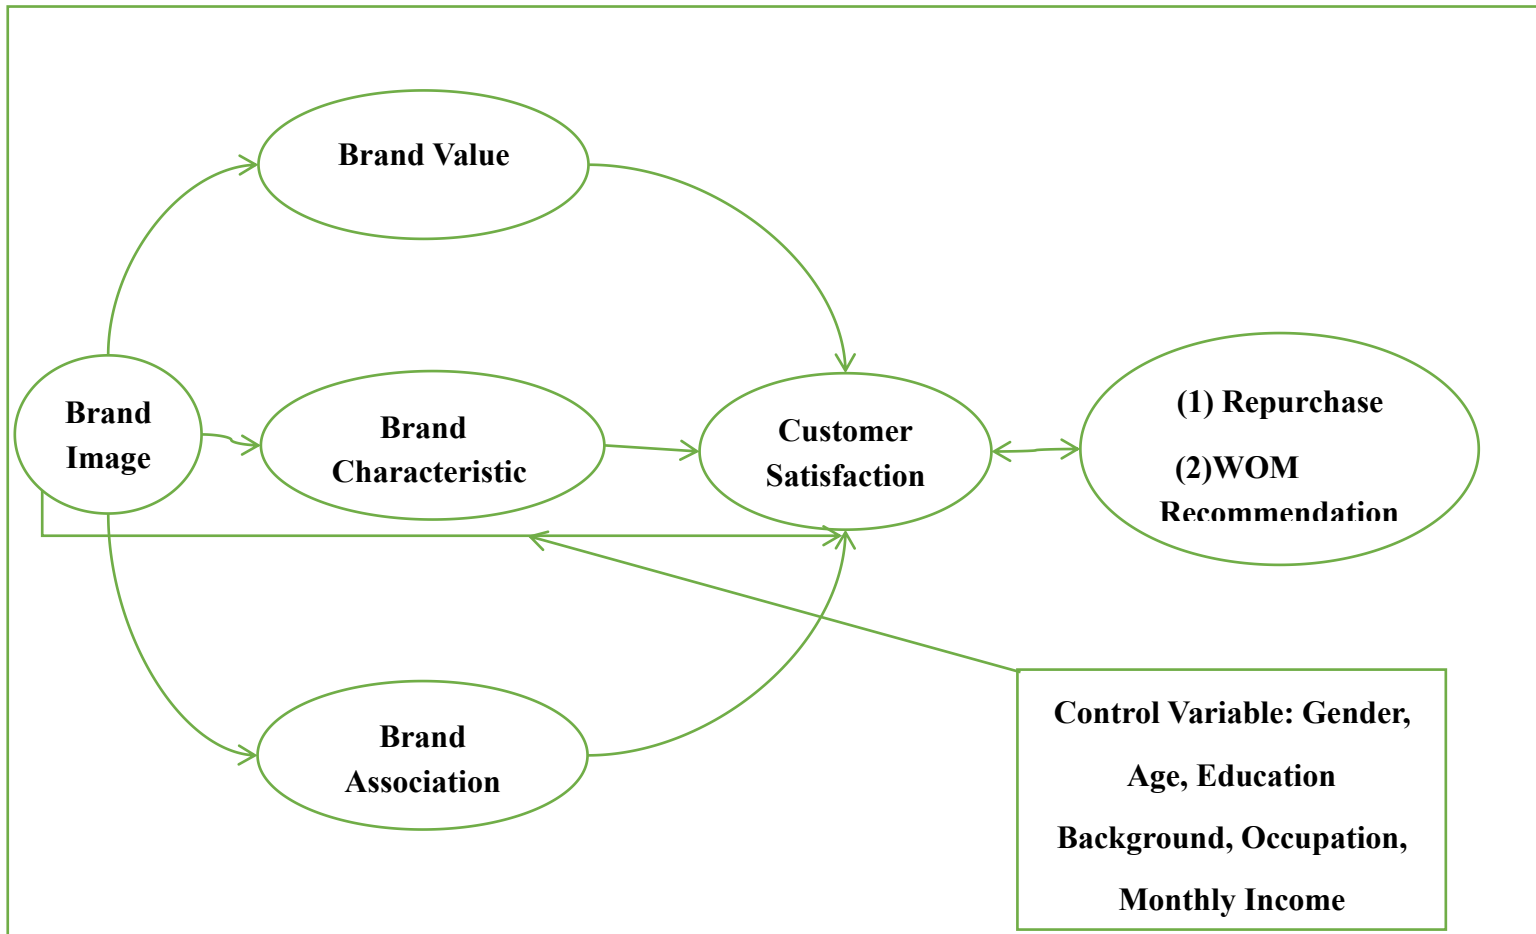 Brand Value
Brand
Image
Brand
Characteristic
Customer
Satisfaction
(1) Repurchase
(2)WOM
Recommendation
Brand
Association
Control Variable: Gender,
Age, Education
Background, Occupation,
Monthly Income